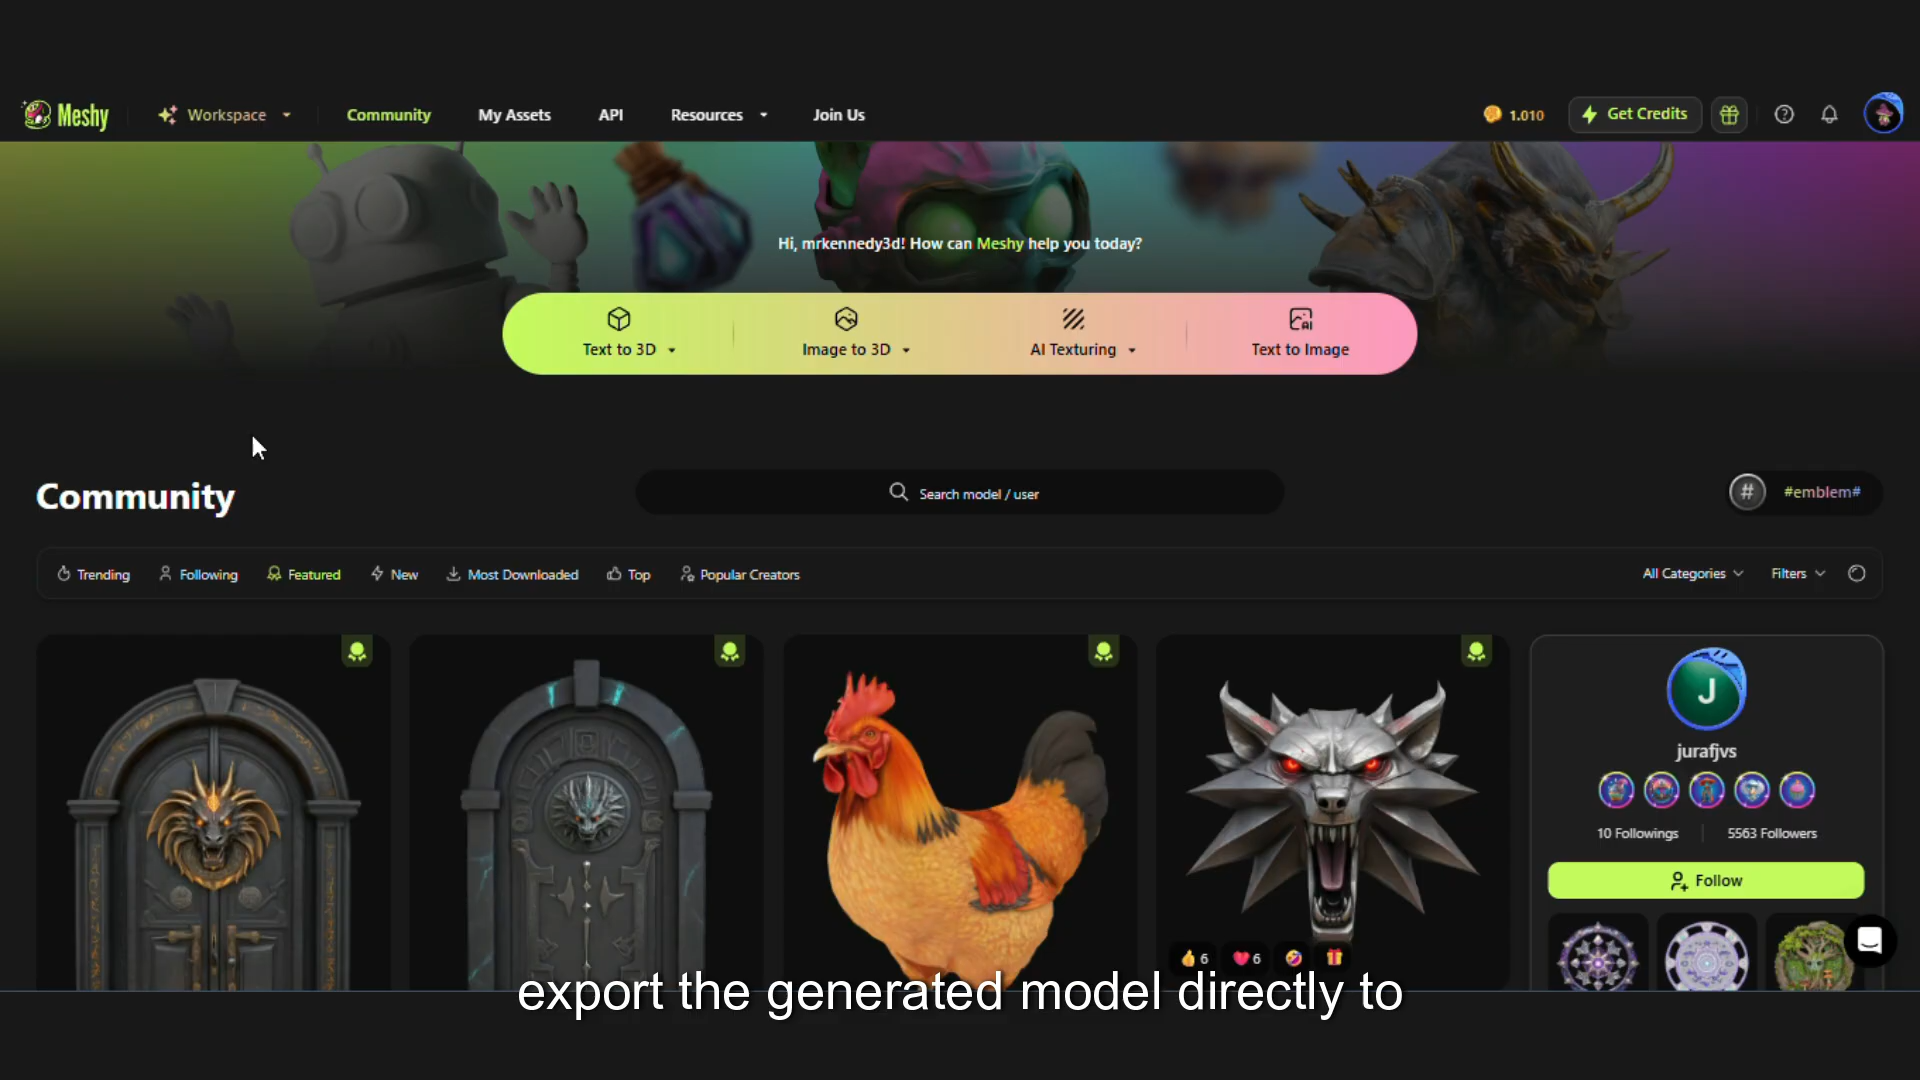 Meshy
Workspace
Community
My Assets
API
Resources
Join Us
1.010
Get Credits
Hi, mrkennedy3d! How can Meshy help you today?
Text to 3D
Image to 3D
AI Texturing
Text to Image
Community
Search model / user
# #emblem#
Trending
Following
Featured
New
Most Downloaded
Top
Popular Creators
All Categories
Filters
J
jurafjvs
10 Followings
5563 Followers
Follow
6
6
export the generated model directly to